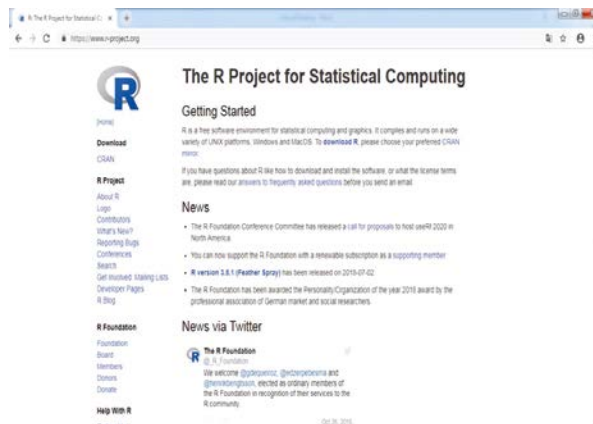 R: The R Project for Statistical C
https://www.r-project.org
R
[Home]
Download
CRAN
R Project
About R
Logo
Contributors
What's New?
Reporting Bugs
Conferences
Search
Get Involved: Mailing Lists
Developer Pages
R Blog
R Foundation
Foundation
Board
Members
Donors
Donate
Help With R
The R Project for Statistical Computing
Getting Started
R is a free software environment for statistical computing and graphics. It compiles and runs on a wide
variety of UNIX platforms, Windows and MacOS. To download R, please choose your preferred CRAN
mirror.
If you have questions about R like how to download and install the software, or what the license terms
are, please read our answers to frequently asked questions before you send an email.
News
• The R Foundation Conference Committee has released a call for proposals to host useR! 2020 in
North America.
• You can now support the R Foundation with a renewable subscription as a supporting member
• R version 3.5.1 (Feather Spray) has been released on 2018-07-02.
• The R Foundation has been awarded the Personality/Organization of the year 2018 award by the
professional association of German market and social researchers.
News via Twitter
R
The R Foundation
@_R_Foundation
We welcome @gdequeiroz, @edzerpebesma and
@henrikbengtsson, elected as ordinary members of
the R Foundation in recognition of their services to the
R community.
Oct 26, 2018